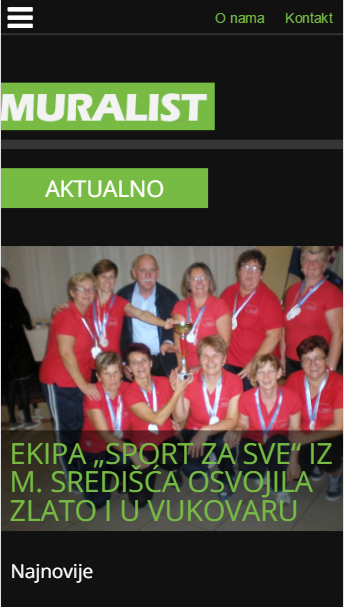 O nama Kontakt
MURALIST
AKTUALNO
EKIPA „SPORT ZA SVE“ IZ
M. SREDIŠĆA OSVOJILA
ZLATO I U VUKOVARU
Najnovije